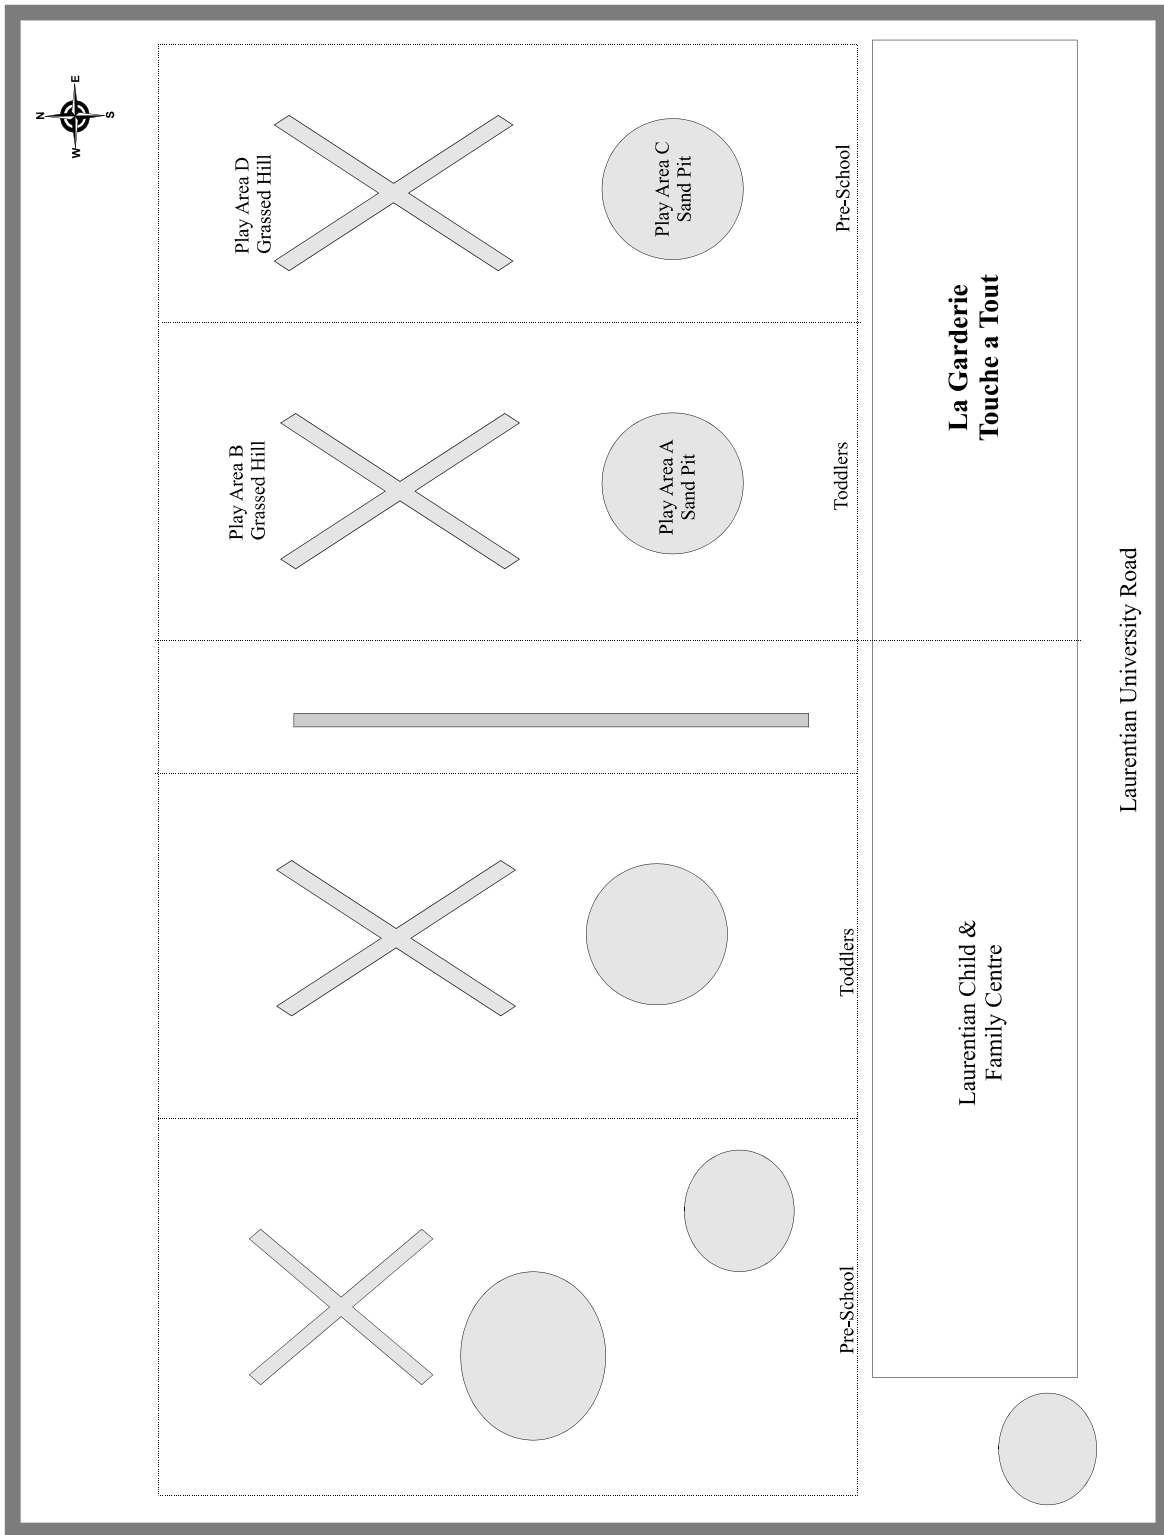 N
E
S
W
Play Area D
Grassed Hill
Play Area C
Sand Pit
Pre-School
La Garderie
Touche a Tout
Play Area B
Grassed Hill
Play Area A
Sand Pit
Toddlers
Laurentian University Road
Toddlers
Laurentian Child &
Family Centre
Pre-School